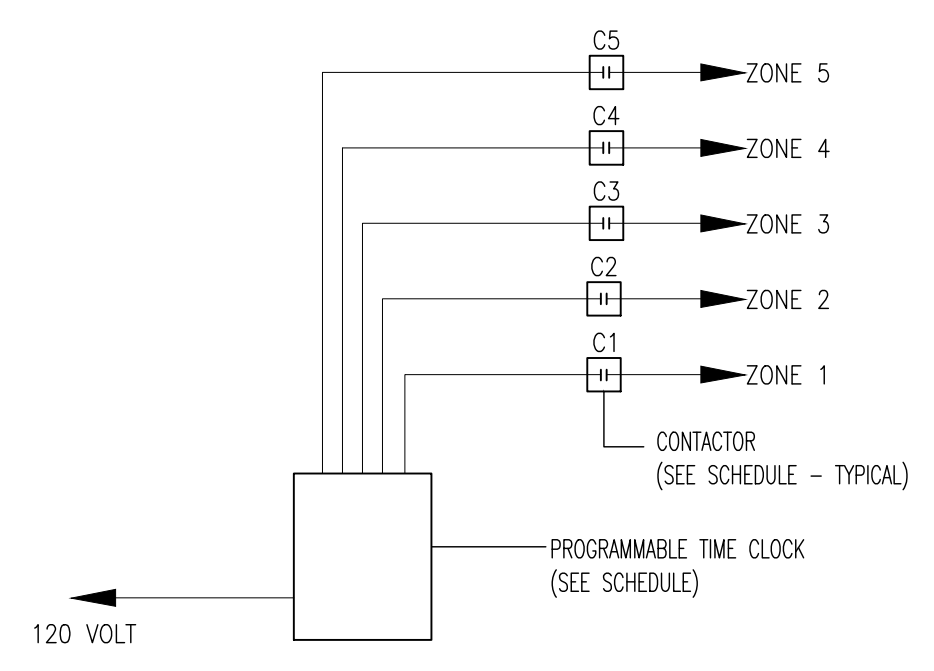 C5
ZONE 5
C4
ZONE 4
C3
ZONE 3
C2
ZONE 2
C1
ZONE 1
CONTACTOR
(SEE SCHEDULE - TYPICAL)
PROGRAMMABLE TIME CLOCK
(SEE SCHEDULE)
120 VOLT